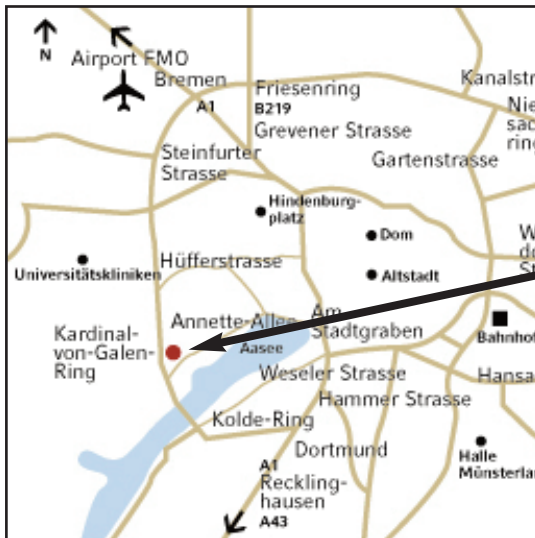 N
Airport FMO
Bremen
A1
Friesenring
B219
Grevener Strasse
Kanalstr
Nie
sac
ring
Gartenstrasse
Steinfurter
Strasse
Hindenburg-
platz
Dom
Altstadt
W
de
St
Universitätskliniken
Hüfferstrasse
Annette-Allee
Aasee
Am
Stadtgraben
Bahnhof
Kardinal-
von-Galen-
Ring
Weseler Strasse
Hansa
Hammer Strasse
Kolde-Ring
Dortmund
A1
Reckling-
hausen
A43
Halle
Münsterlan